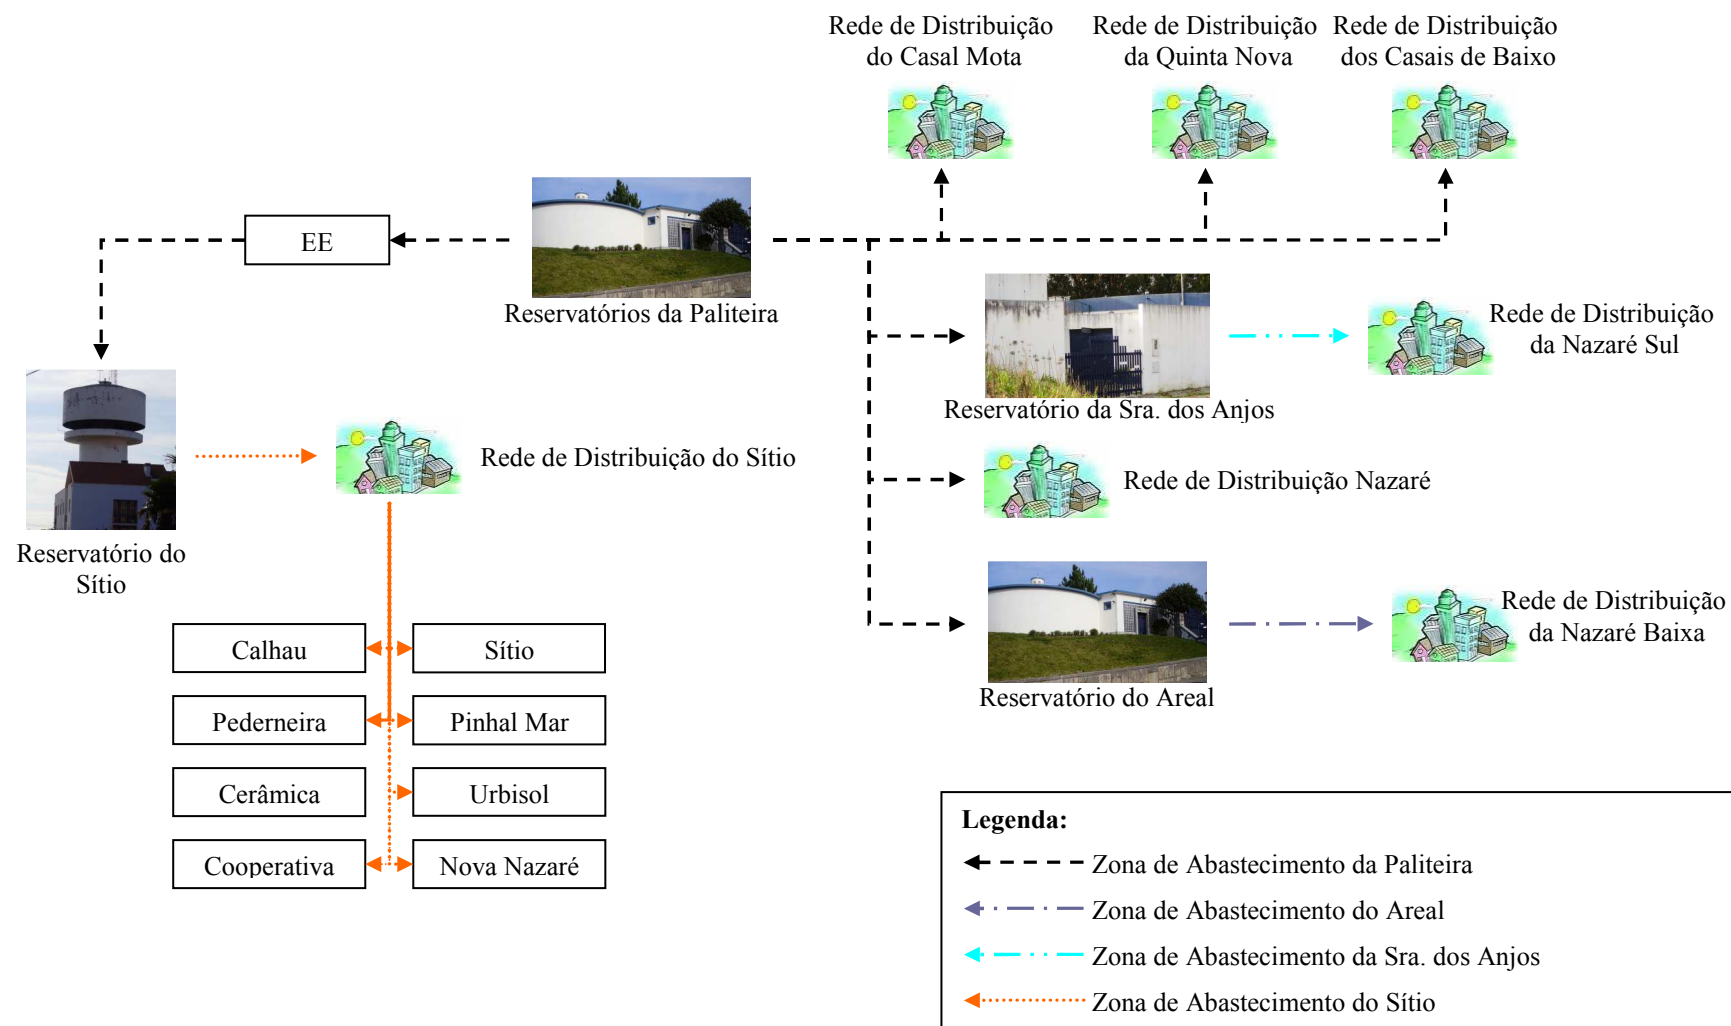 Rede de Distribuição
do Casal Mota
Rede de Distribuição
da Quinta Nova
Rede de Distribuição
dos Casais de Baixo
EE
Reservatórios da Paliteira
Rede de Distribuição
da Nazaré Sul
Reservatório da Sra. dos Anjos
Rede de Distribuição do Sítio
Rede de Distribuição Nazaré
Reservatório do
Sítio
Rede de Distribuição
da Nazaré Baixa
Reservatório do Areal
Calhau
Sítio
Pederneira
Pinhal Mar
Cerâmica
Urbisol
Cooperativa
Nova Nazaré
Legenda:
Zona de Abastecimento da Paliteira
Zona de Abastecimento do Areal
Zona de Abastecimento da Sra. dos Anjos
Zona de Abastecimento do Sítio